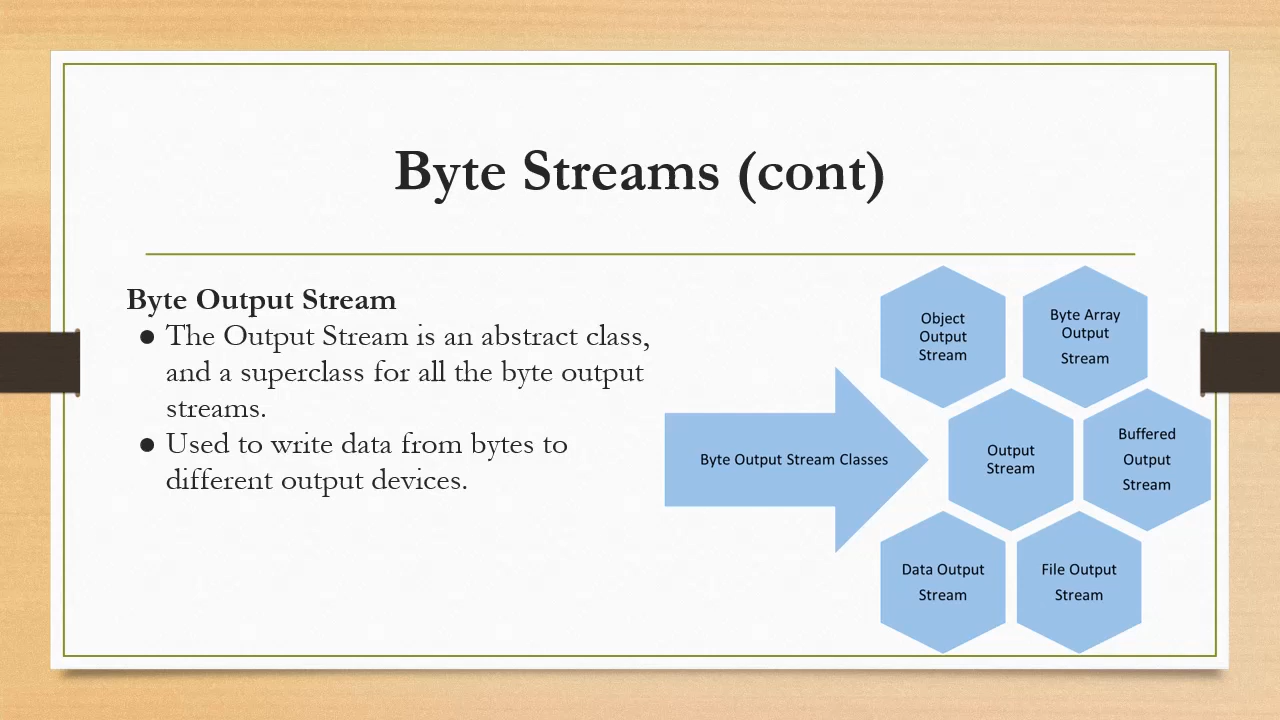 Byte Streams (cont)
Byte Output Stream
● The Output Stream is an abstract class,
and a superclass for all the byte output
streams.
● Used to write data from bytes to
different output devices.
Byte Output Stream Classes
Object
Output
Stream
Byte Array
Output
Stream
Output
Stream
Buffered
Output
Stream
Data Output
Stream
File Output
Stream